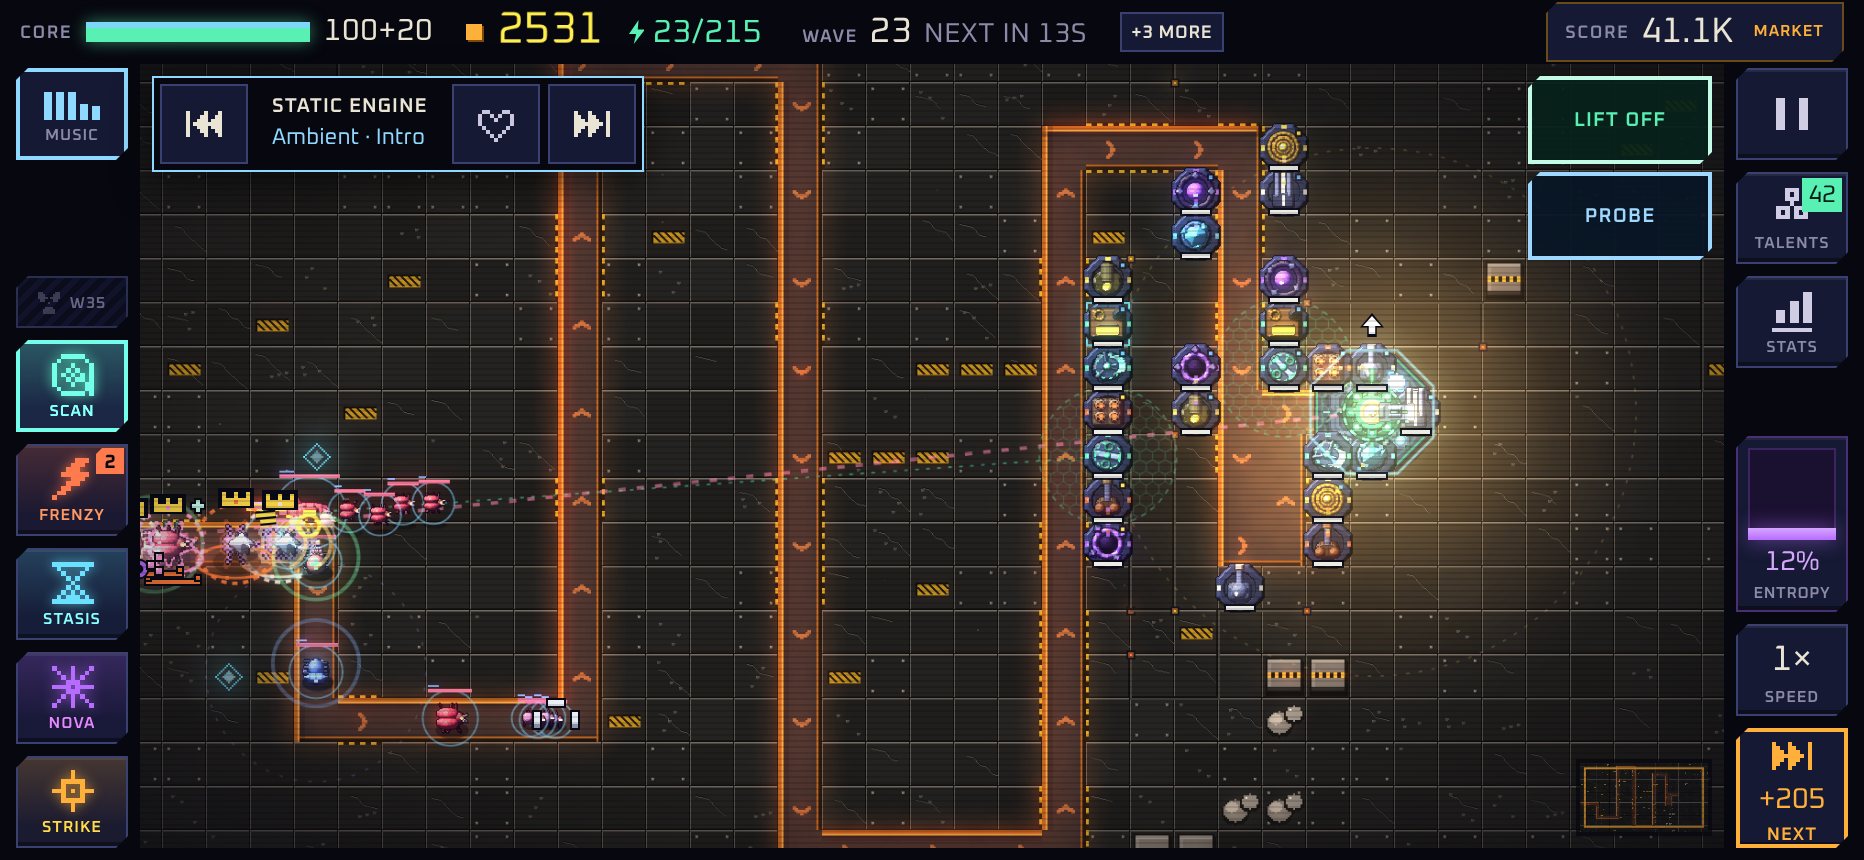 CORE 100+20 2531 23/215 WAVE 23 NEXT IN 13S +3 MORE SCORE 41.1K MARKET
MUSIC
STATIC ENGINE
Ambient · Intro
LIFT OFF
PROBE
42
TALENTS
STATS
W35
SCAN
2
FRENZY
STASIS
NOVA
STRIKE
12%
ENTROPY
1×
SPEED
+205
NEXT